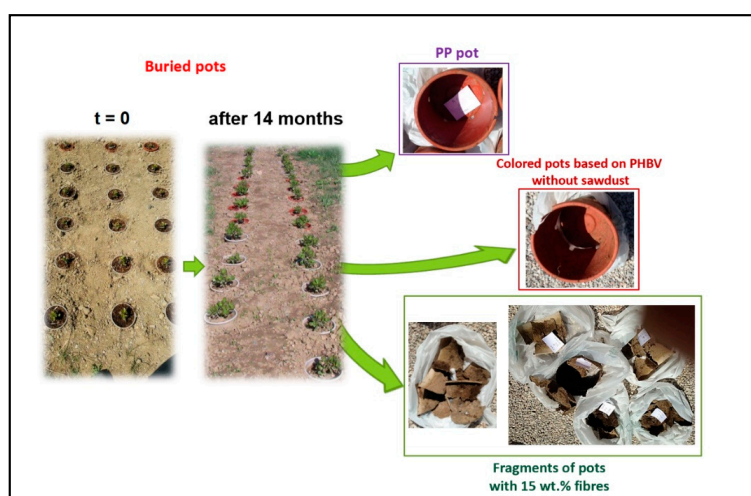 PP pot
Buried pots
t = 0
after 14 months
Colored pots based on PHBV
without sawdust
Fragments of pots
with 15 wt.% fibres